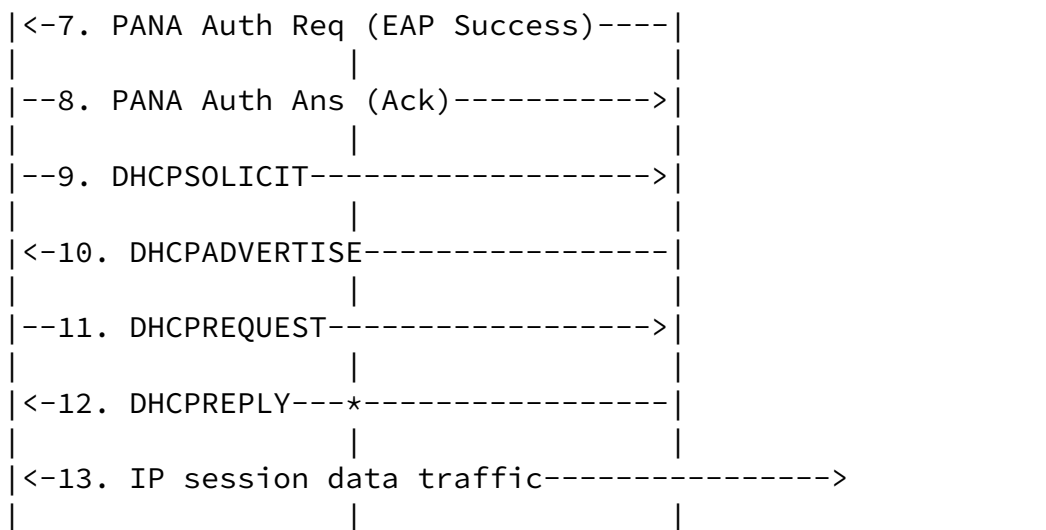 |<-7. PANA Auth Req (EAP Success)----|
|                  |                 |
|--8. PANA Auth Ans (Ack)----------->|
|                  |                 |
|--9. DHCPSOLICIT------------------->|
|                  |                 |
|<-10. DHCPADVERTISE-----------------|
|                  |                 |
|--11. DHCPREQUEST------------------>|
|                  |                 |
|<-12. DHCPREPLY---*-----------------|
|                  |                 |
|<-13. IP session data traffic---------------->
|                  |                 |